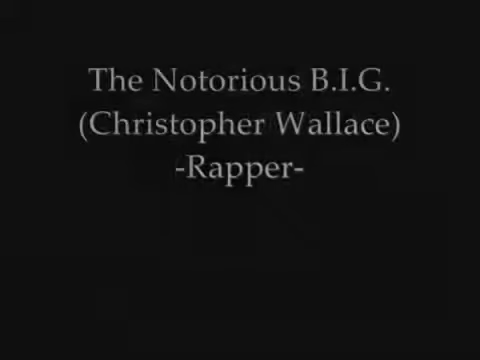 The Notorious B.I.G.
(Christopher Wallace)
-Rapper-